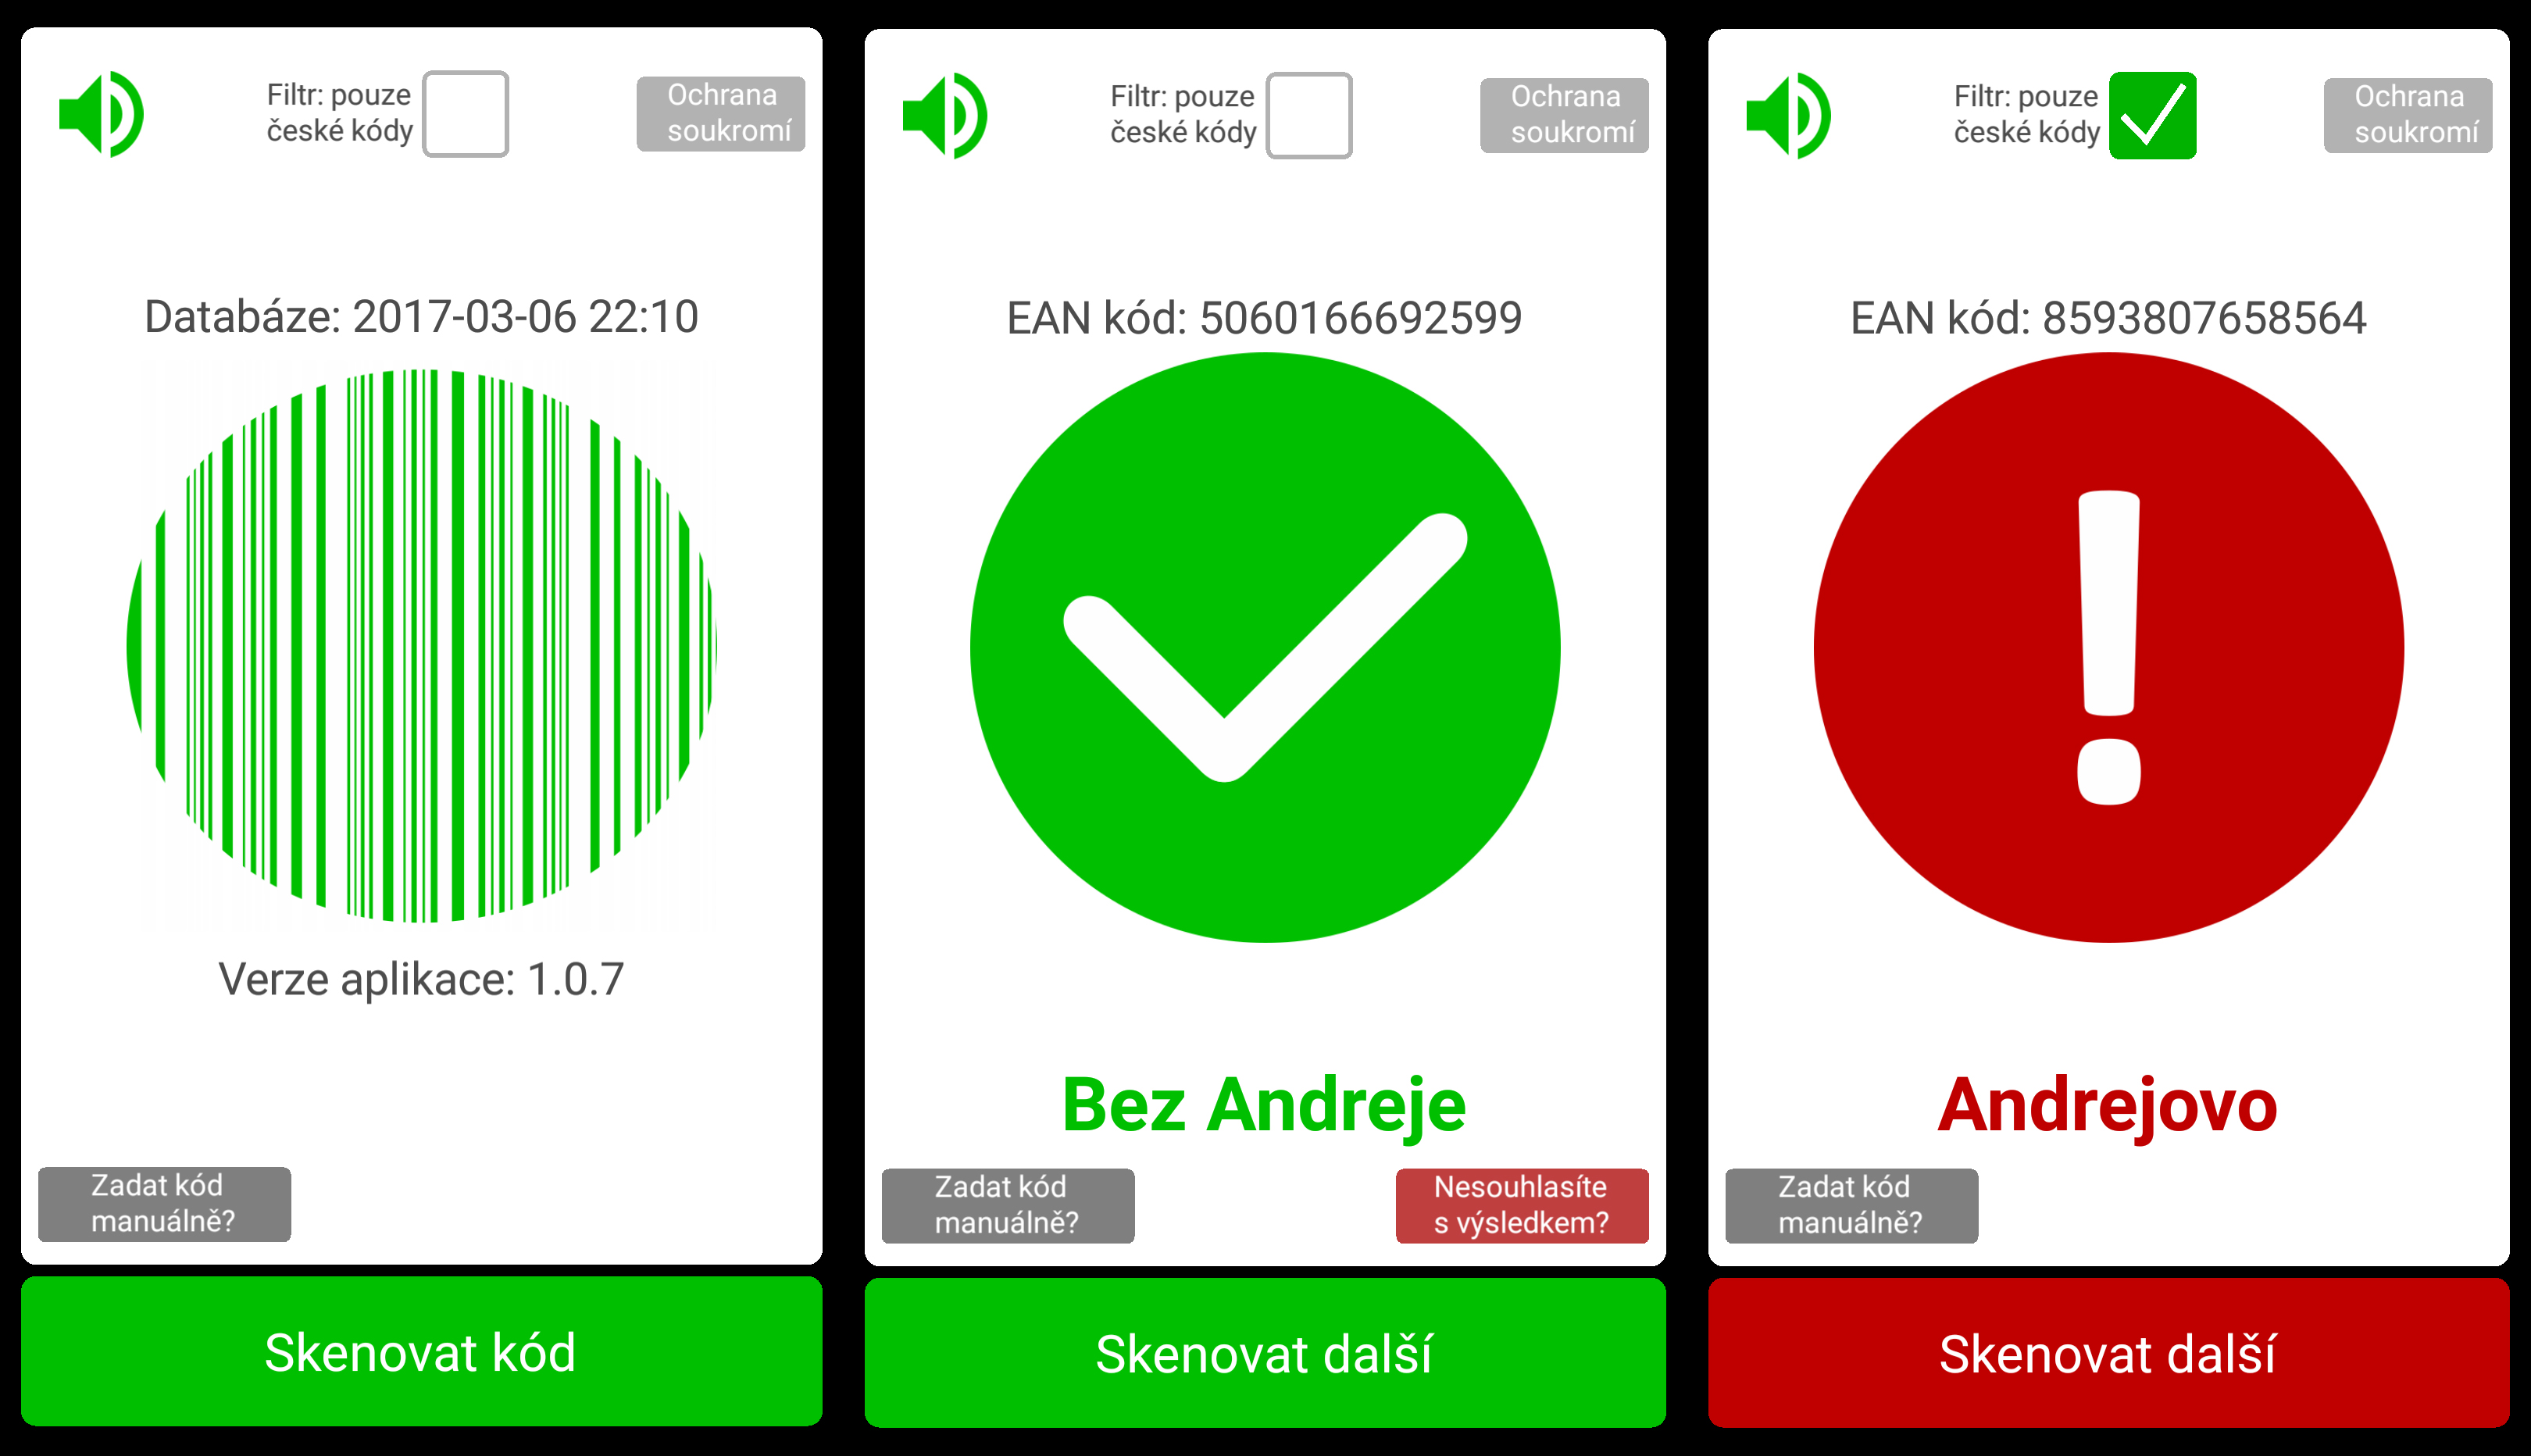 Filtr: pouze
české kódy
Ochrana
soukromí
Databáze: 2017-03-06 22:10
Verze aplikace: 1.0.7
Zadat kód
manuálně?
Skenovat kód
Filtr: pouze
české kódy
Ochrana
soukromí
EAN kód: 5060166692599
Bez Andreje
Zadat kód
manuálně?
Nesouhlasíte
s výsledkem?
Skenovat další
Filtr: pouze
české kódy
Ochrana
soukromí
EAN kód: 8593807658564
Andrejovo
Zadat kód
manuálně?
Skenovat další